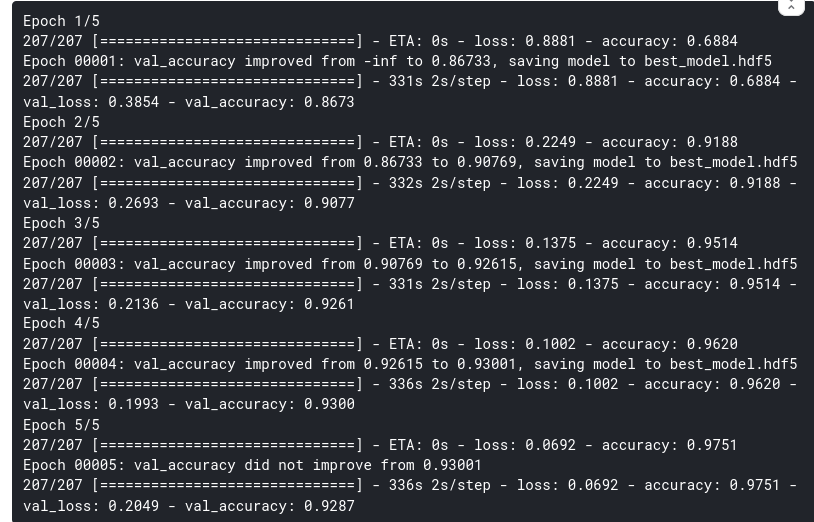 Epoch 1/5
207/207 [==============================] - ETA: 0s - loss: 0.8881 - accuracy: 0.6884
Epoch 00001: val_accuracy improved from -inf to 0.86733, saving model to best_model.hdf5
207/207 [==============================] - 331s 2s/step - loss: 0.8881 - accuracy: 0.6884 -
val_loss: 0.3854 - val_accuracy: 0.8673
Epoch 2/5
207/207 [==============================] - ETA: 0s - loss: 0.2249 - accuracy: 0.9188
Epoch 00002: val_accuracy improved from 0.86733 to 0.90769, saving model to best_model.hdf5
207/207 [==============================] - 332s 2s/step - loss: 0.2249 - accuracy: 0.9188 -
val_loss: 0.2693 - val_accuracy: 0.9077
Epoch 3/5
207/207 [==============================] - ETA: 0s - loss: 0.1375 - accuracy: 0.9514
Epoch 00003: val_accuracy improved from 0.90769 to 0.92615, saving model to best_model.hdf5
207/207 [==============================] - 331s 2s/step - loss: 0.1375 - accuracy: 0.9514 -
val_loss: 0.2136 - val_accuracy: 0.9261
Epoch 4/5
207/207 [==============================] - ETA: 0s - loss: 0.1002 - accuracy: 0.9620
Epoch 00004: val_accuracy improved from 0.92615 to 0.93001, saving model to best_model.hdf5
207/207 [==============================] - 336s 2s/step - loss: 0.1002 - accuracy: 0.9620 -
val_loss: 0.1993 - val_accuracy: 0.9300
Epoch 5/5
207/207 [==============================] - ETA: 0s - loss: 0.0692 - accuracy: 0.9751
Epoch 00005: val_accuracy did not improve from 0.93001
207/207 [==============================] - 336s 2s/step - loss: 0.0692 - accuracy: 0.9751 -
val_loss: 0.2049 - val_accuracy: 0.9287